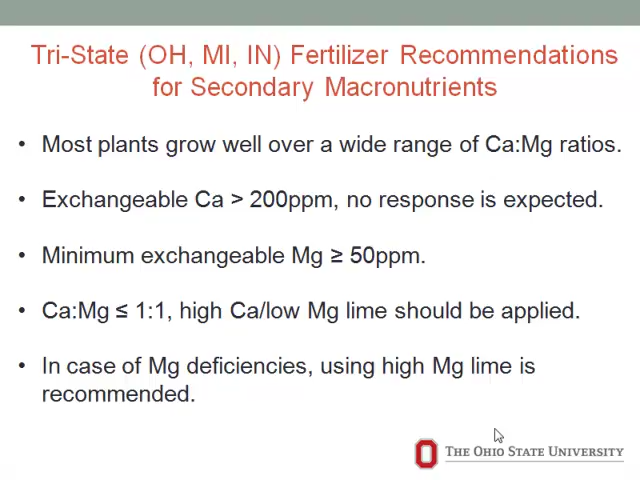 Tri-State (OH, MI, IN) Fertilizer Recommendations
for Secondary Macronutrients
• Most plants grow well over a wide range of Ca:Mg ratios.
• Exchangeable Ca > 200ppm, no response is expected.
• Minimum exchangeable Mg ≥ 50ppm.
• Ca:Mg ≤ 1:1, high Ca/low Mg lime should be applied.
• In case of Mg deficiencies, using high Mg lime is
recommended.
THE OHIO STATE UNIVERSITY